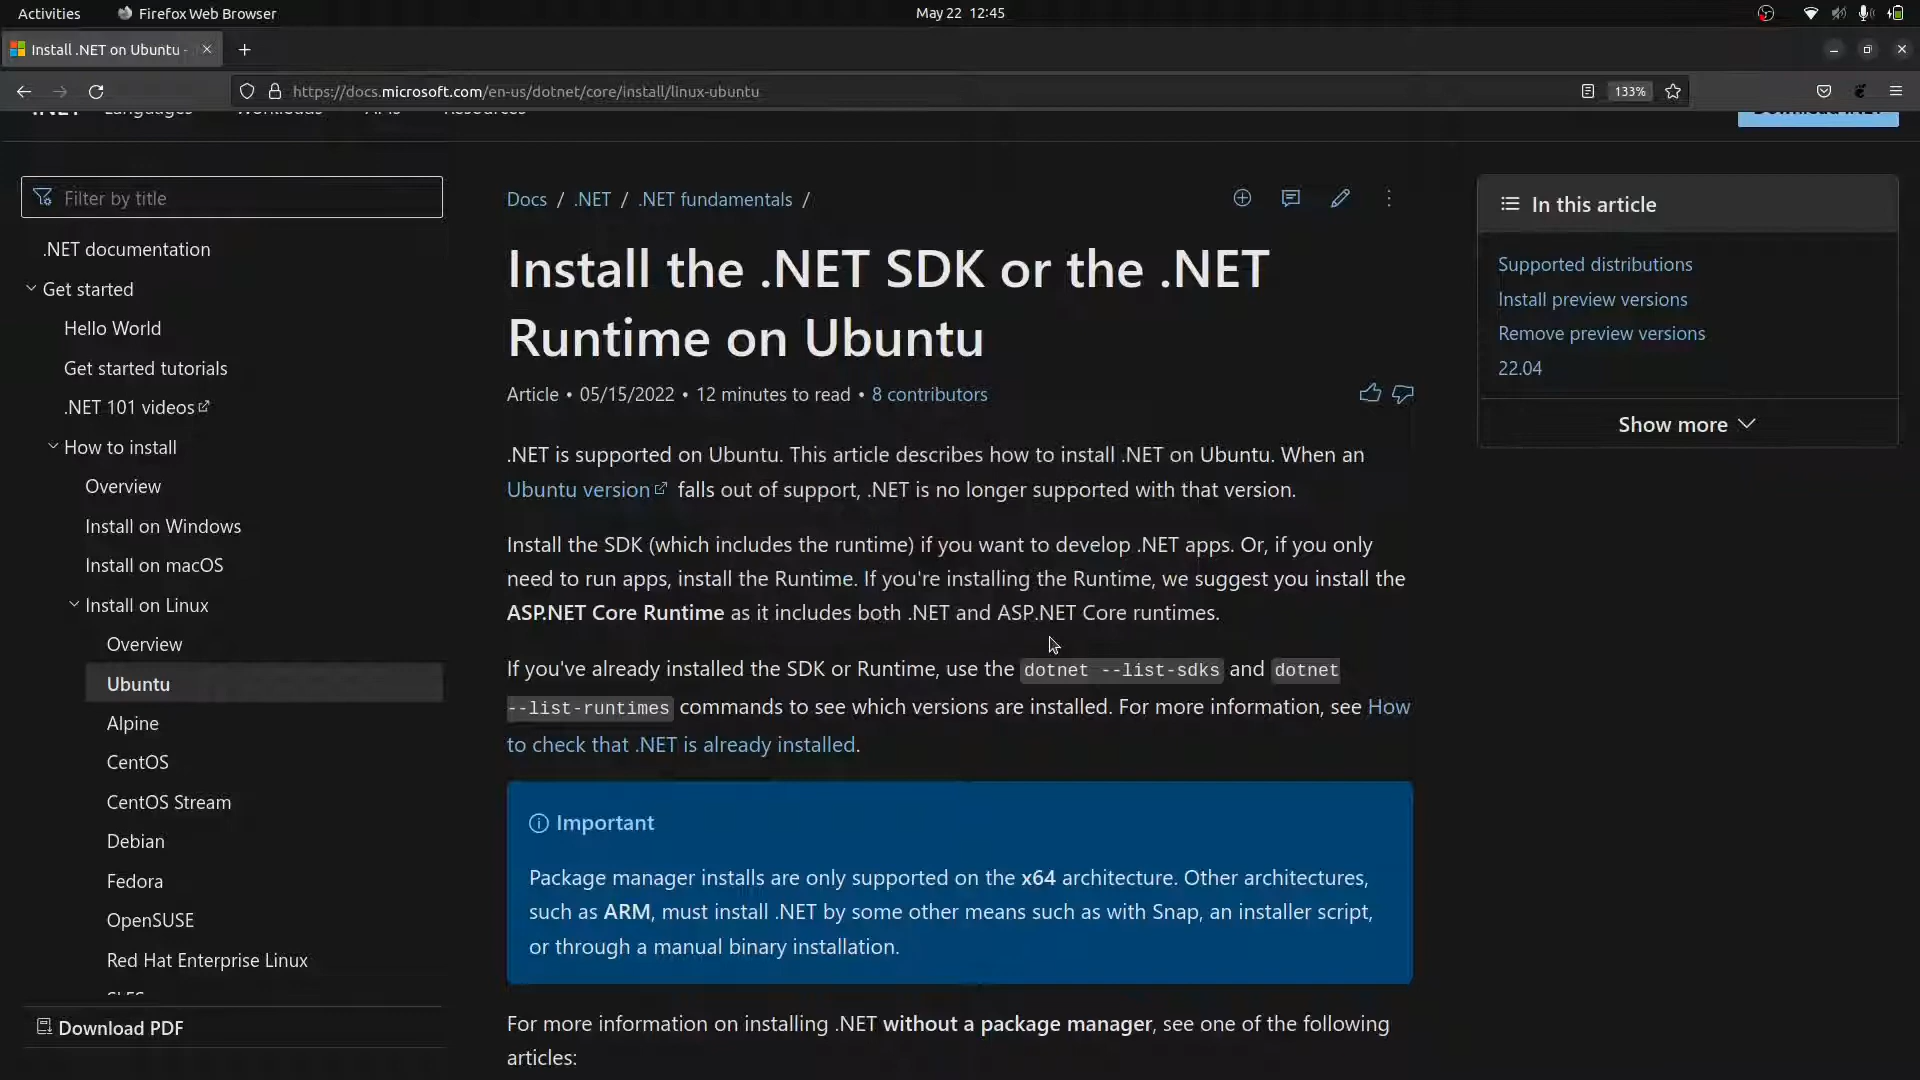 Activities
Firefox Web Browser
May 22 12:45
Install .NET on Ubuntu -
https://docs.microsoft.com/en-us/dotnet/core/install/linux-ubuntu
133%
.NET Languages Workloads APIs Resources
Download .NET
Filter by title
.NET documentation
Get started
Hello World
Get started tutorials
.NET 101 videos
How to install
Overview
Install on Windows
Install on macOS
Install on Linux
Overview
Ubuntu
Alpine
CentOS
CentOS Stream
Debian
Fedora
OpenSUSE
Red Hat Enterprise Linux
SLES
Download PDF
Docs / .NET / .NET fundamentals /
Install the .NET SDK or the .NET
Runtime on Ubuntu
Article • 05/15/2022 • 12 minutes to read • 8 contributors
.NET is supported on Ubuntu. This article describes how to install .NET on Ubuntu. When an
Ubuntu version falls out of support, .NET is no longer supported with that version.
Install the SDK (which includes the runtime) if you want to develop .NET apps. Or, if you only
need to run apps, install the Runtime. If you're installing the Runtime, we suggest you install the
ASP.NET Core Runtime as it includes both .NET and ASP.NET Core runtimes.
If you've already installed the SDK or Runtime, use the dotnet --list-sdks and dotnet
--list-runtimes commands to see which versions are installed. For more information, see How
to check that .NET is already installed.
Important
Package manager installs are only supported on the x64 architecture. Other architectures,
such as ARM, must install .NET by some other means such as with Snap, an installer script,
or through a manual binary installation.
For more information on installing .NET without a package manager, see one of the following
articles:
In this article
Supported distributions
Install preview versions
Remove preview versions
22.04
Show more